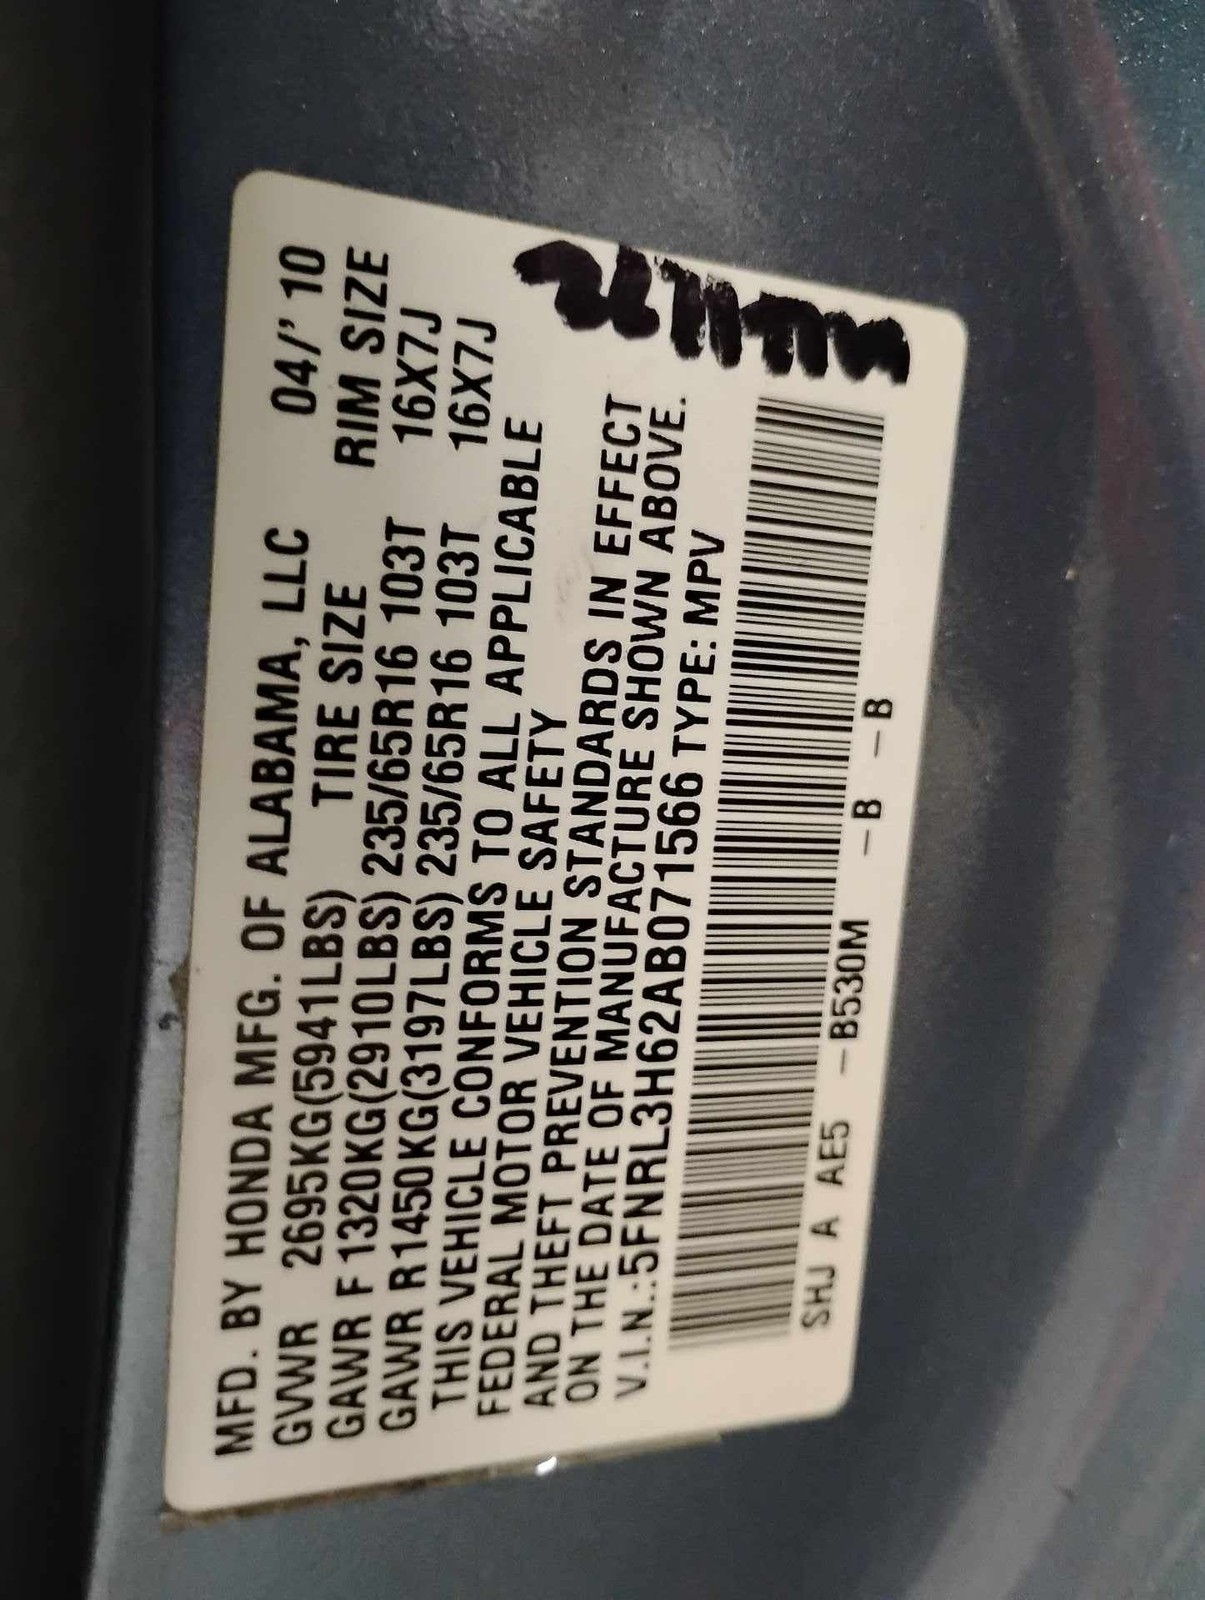 MFD. BY HONDA MFG. OF ALABAMA, LLC 04/'10
GVWR 2695KG(5941LBS) TIRE SIZE RIM SIZE
GAWR F 1320KG(2910LBS) 235/65R16 103T 16X7J
GAWR R1450KG(3197LBS) 235/65R16 103T 16X7J
THIS VEHICLE CONFORMS TO ALL APPLICABLE
FEDERAL MOTOR VEHICLE SAFETY
AND THEFT PREVENTION STANDARDS IN EFFECT
ON THE DATE OF MANUFACTURE SHOWN ABOVE.
V.I.N.:5FNRL3H62AB071566 TYPE: MPV
SHJ A AE5 -B530M -B -B